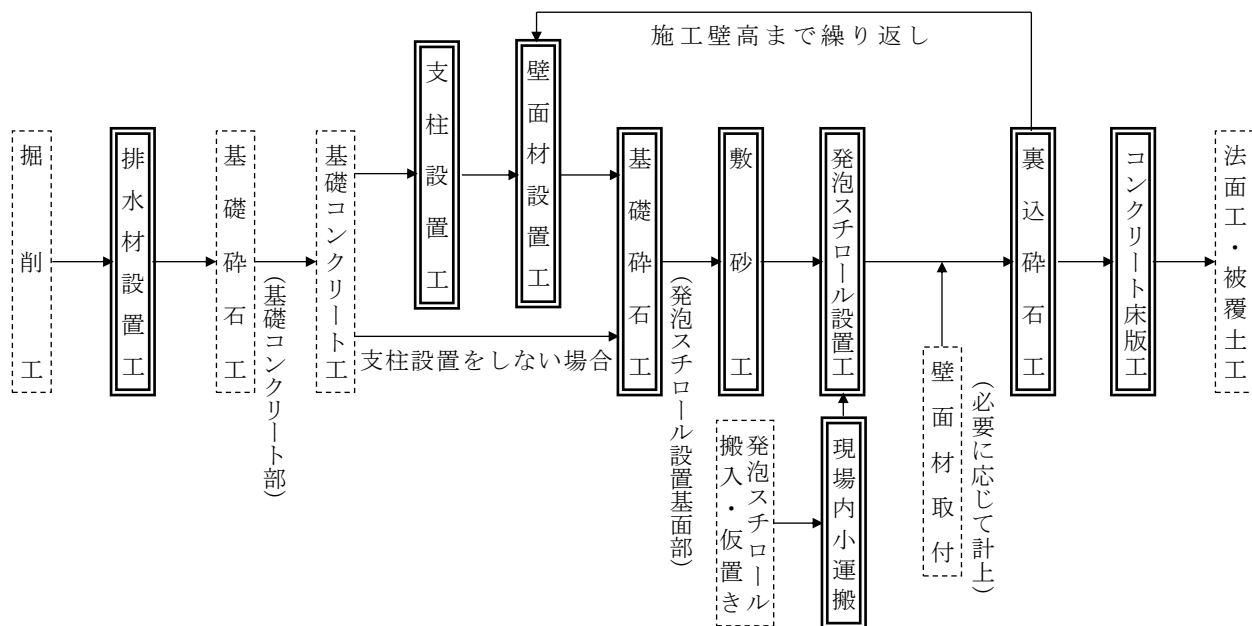 施工壁高まで繰り返し
掘削工
排水材設置工
基礎砕石工
(基礎コンクリート部)
基礎コンクリート工
支柱設置工
壁面材設置工
支柱設置をしない場合
基礎砕石工
(発泡スチロール設置基面部)
敷砂工
発泡スチロール設置工
発泡スチロール
搬入・仮置き
現場内小運搬
壁面材取付
(必要に応じて計上)
裏込砕石工
コンクリート床版工
法面工・被覆土工